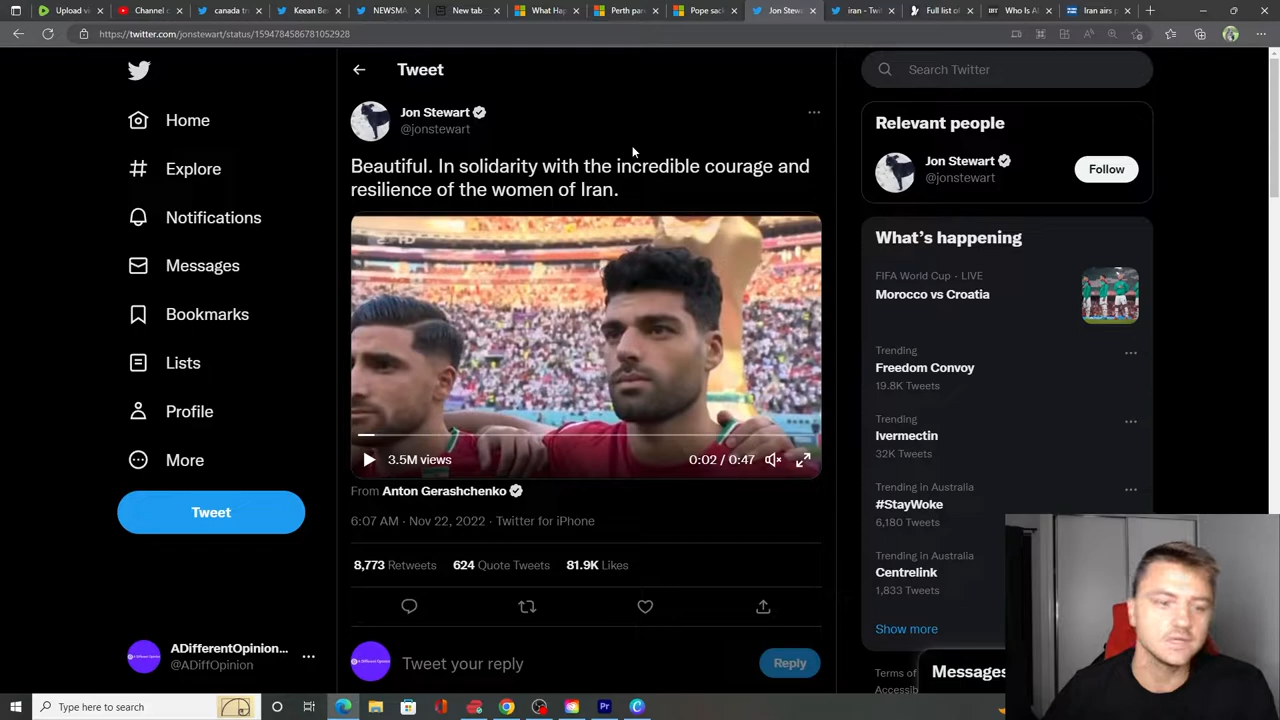 Upload vi
Channel c
canada tr
Keean Be
NEWSMA
New tab
What Hap
Perth pan
Pope sack
Jon Stewa
iran - Twit
Full list of
Who Is Al
Iran airs p
https://twitter.com/jonstewart/status/1594784586781052928
Home
Explore
Notifications
Messages
Bookmarks
Lists
Profile
More
Tweet
ADifferentOpinion...
@ADiffOpinion
Tweet
Jon Stewart
@jonstewart
Beautiful. In solidarity with the incredible courage and
resilience of the women of Iran.
3.5M views
0:02 / 0:47
From Anton Gerashchenko
6:07 AM · Nov 22, 2022 · Twitter for iPhone
8,773 Retweets 624 Quote Tweets 81.9K Likes
Tweet your reply
Reply
Search Twitter
Relevant people
Jon Stewart
@jonstewart
Follow
What's happening
FIFA World Cup · LIVE
Morocco vs Croatia
Trending
Freedom Convoy
19.8K Tweets
Trending
Ivermectin
32K Tweets
Trending in Australia
#StayWoke
6,180 Tweets
Trending in Australia
Centrelink
1,833 Tweets
Show more
Terms of
Accessibil
Messages
Type here to search